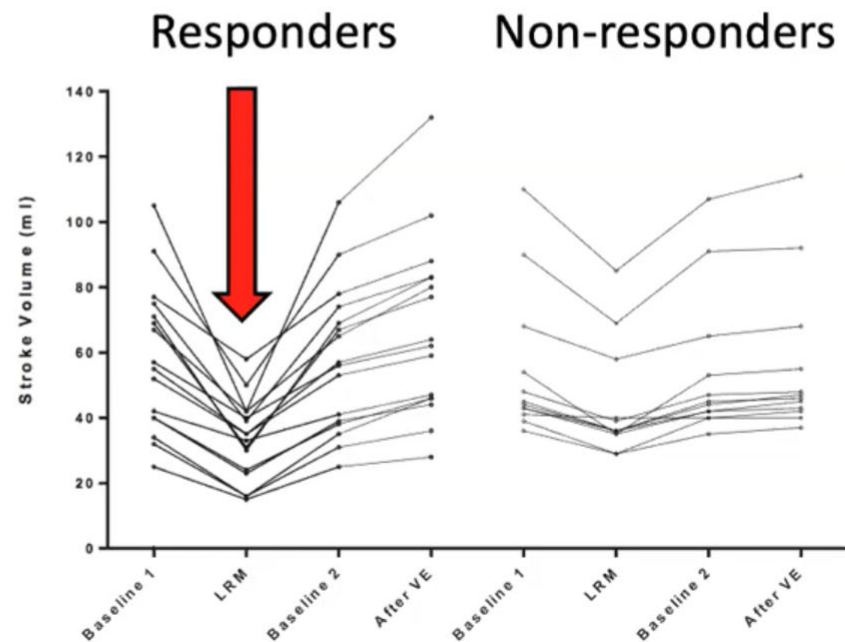 Responders Non-responders
Stroke Volume (ml)
140
120
100
80
60
40
20
0
Baseline 1 LRM Baseline 2 After VE Baseline 1 LRM Baseline 2 After VE